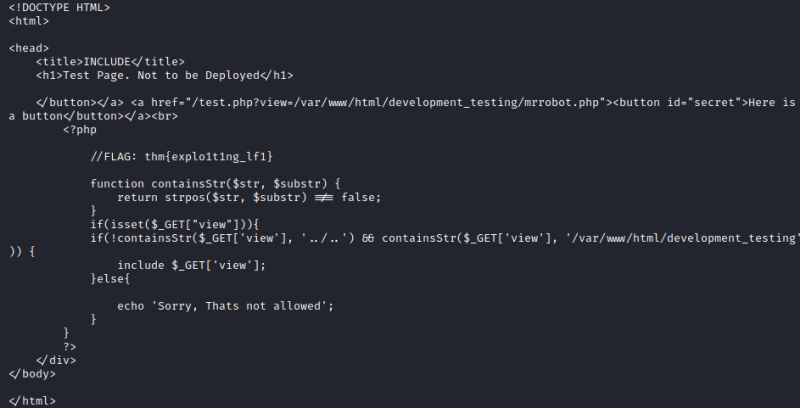 <!DOCTYPE HTML>
<html>
<head>
<title>INCLUDE</title>
<h1>Test Page. Not to be Deployed</h1>
</button></a> <a href="/test.php?view=/var/www/html/development_testing/mrrobot.php"><button id="secret">Here is
a button</button></a><br>
<?php
//FLAG: thm{explo1t1ng_lf1}
function containsStr($str, $substr) {
return strpos($str, $substr) !== false;
}
if(isset($_GET["view"])){
if(!containsStr($_GET['view'], '../..') && containsStr($_GET['view'], '/var/www/html/development_testing'
)) {
include $_GET['view'];
}else{
echo 'Sorry, Thats not allowed';
}
}
?>
</div>
</body>
</html>